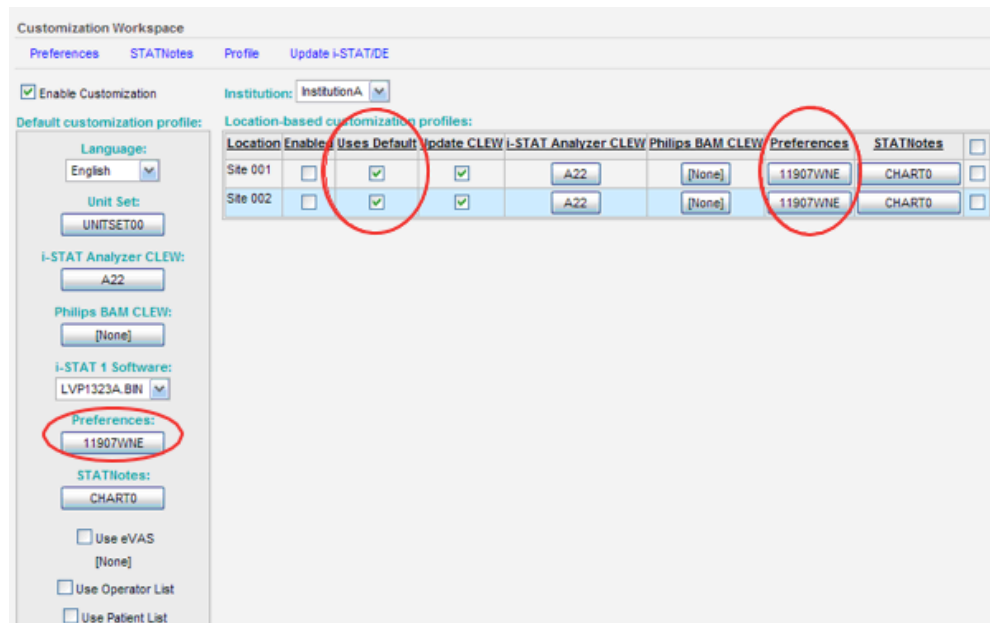 Customization Workspace
Preferences STATNotes Profile Update i-STAT/DE
Enable Customization Institution: InstitutionA
Default customization profile: Location-based customization profiles:
Location Enabled Uses Default Update CLEW i-STAT Analyzer CLEW Philips BAM CLEW Preferences STATNotes
Site 001 A22 [None] 11907WNE CHART0
Site 002 A22 [None] 11907WNE CHART0
Language:
English
Unit Set:
UNITSET00
i-STAT Analyzer CLEW:
A22
Philips BAM CLEW:
[None]
i-STAT 1 Software:
LVP1323A.BIN
Preferences:
11907WNE
STATNotes:
CHART0
Use eVAS
[None]
Use Operator List
Use Patient List